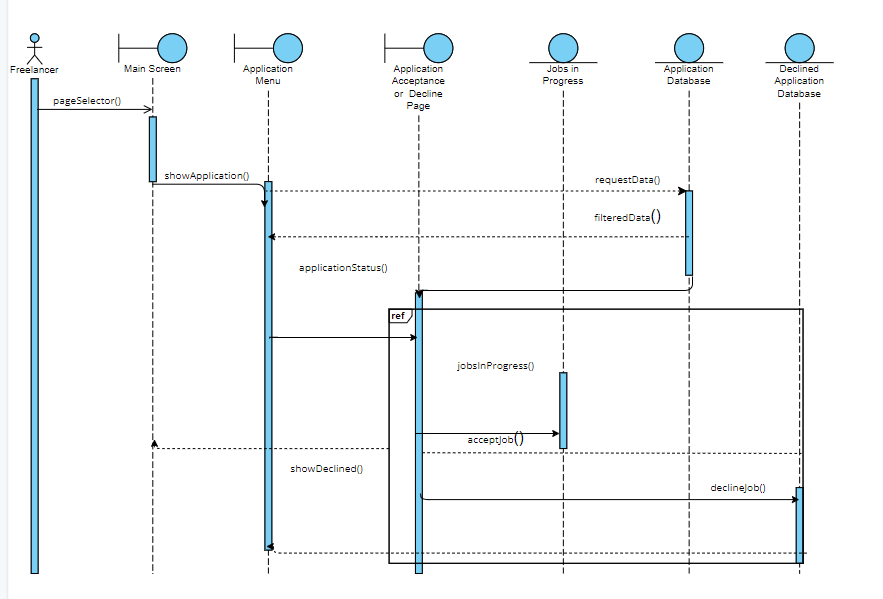 Freelancer
Main Screen
Application
Menu
Application
Acceptance
or Decline
Page
Jobs in
Progress
Application
Database
Declined
Application
Database
pageSelector()
showApplication()
requestData()
filteredData()
applicationStatus()
ref
jobsInProgress()
acceptJob()
showDeclined()
declineJob()